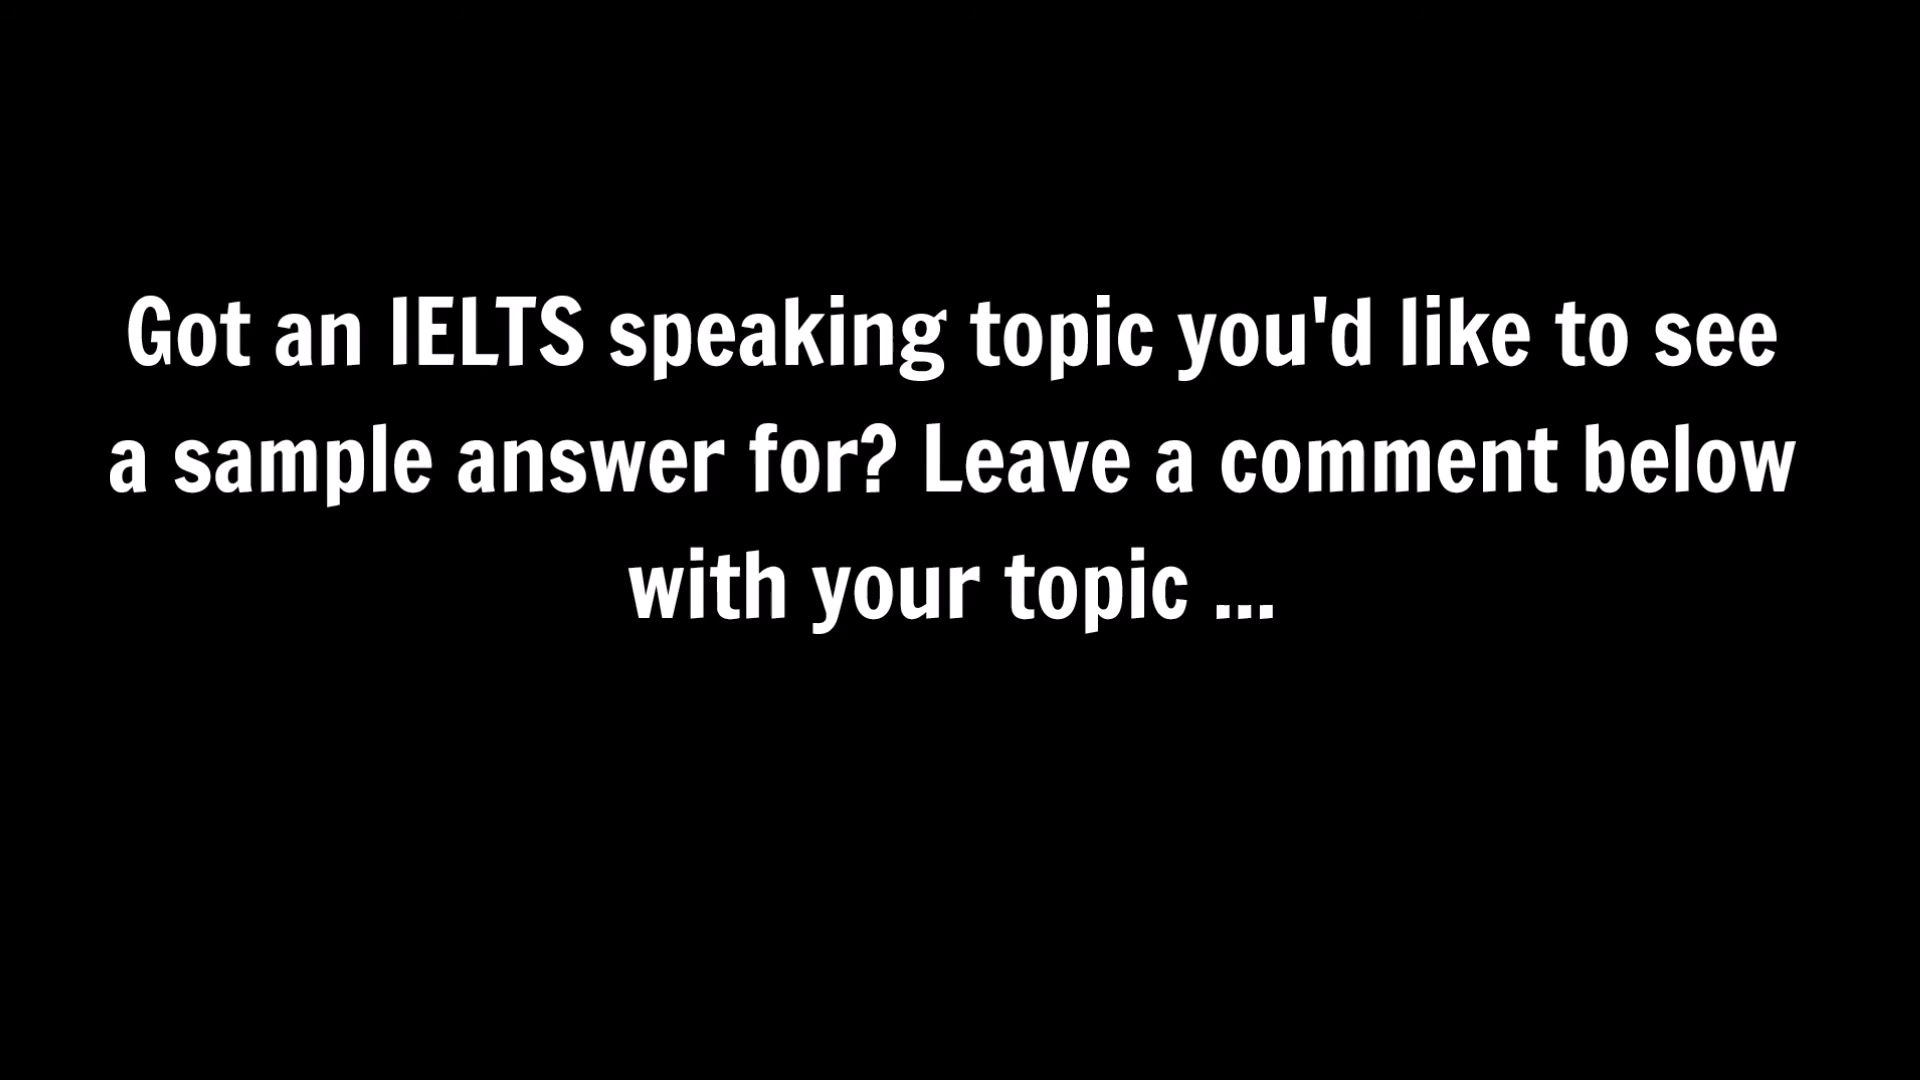 Got an IELTS speaking topic you'd like to see
a sample answer for? Leave a comment below
with your topic ...